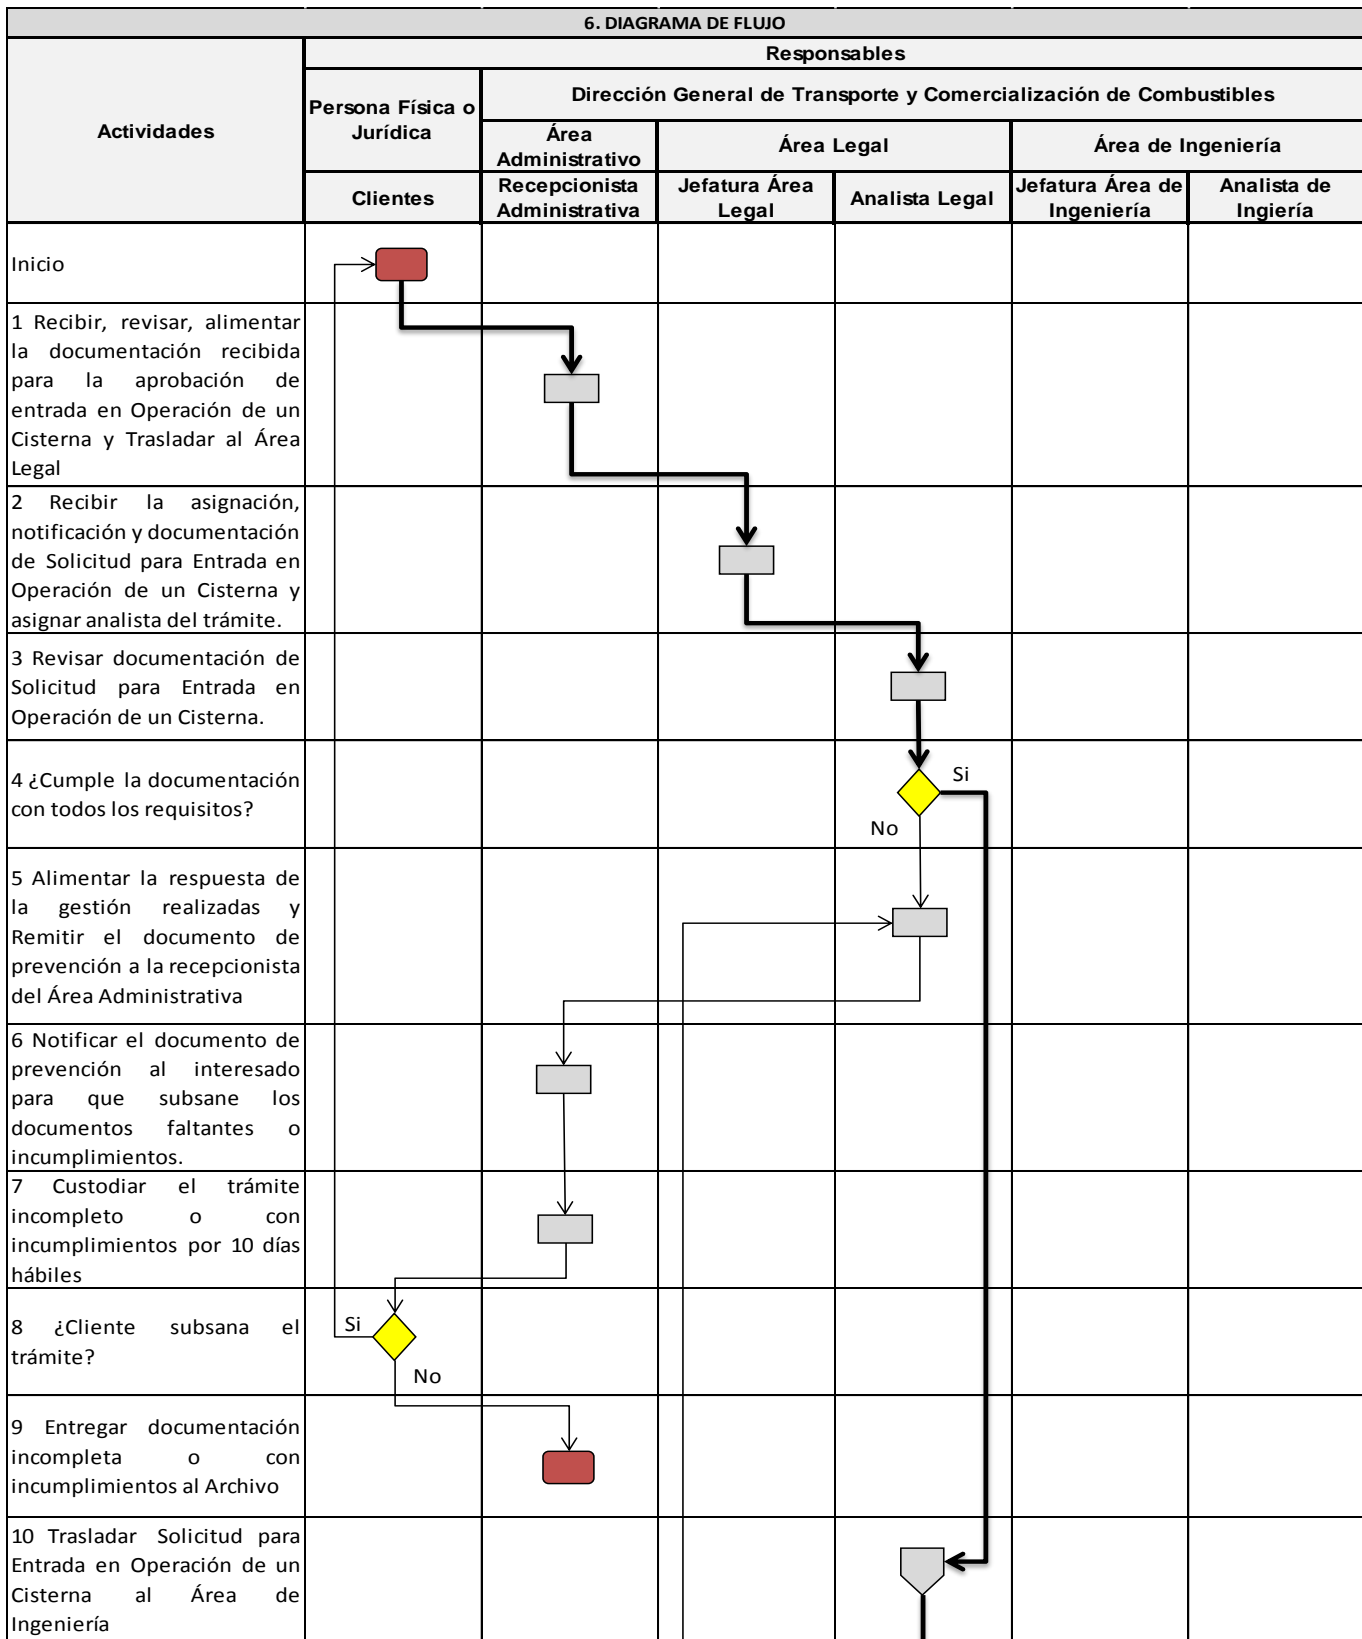 6. DIAGRAMA DE FLUJO
Actividades
Responsables
Persona Física o
Jurídica
Dirección General de Transporte y Comercialización de Combustibles
Área
Administrativo
Área Legal
Área de Ingeniería
Clientes
Recepcionista
Administrativa
Jefatura Área
Legal
Analista Legal
Jefatura Área de
Ingeniería
Analista de
Ingiería
Inicio
1 Recibir, revisar, alimentar
la documentación recibida
para la aprobación de
entrada en Operación de un
Cisterna y Trasladar al Área
Legal
2 Recibir la asignación,
notificación y documentación
de Solicitud para Entrada en
Operación de un Cisterna y
asignar analista del trámite.
3 Revisar documentación de
Solicitud para Entrada en
Operación de un Cisterna.
4 ¿Cumple la documentación
con todos los requisitos?
Si
No
5 Alimentar la respuesta de
la gestión realizadas y
Remitir el documento de
prevención a la recepcionista
del Área Administrativa
6 Notificar el documento de
prevención al interesado
para que subsane los
documentos faltantes o
incumplimientos.
7 Custodiar el trámite
incompleto o con
incumplimientos por 10 días
hábiles
8 ¿Cliente subsana el
trámite?
Si
No
9 Entregar documentación
incompleta o con
incumplimientos al Archivo
10 Trasladar Solicitud para
Entrada en Operación de un
Cisterna al Área de
Ingeniería